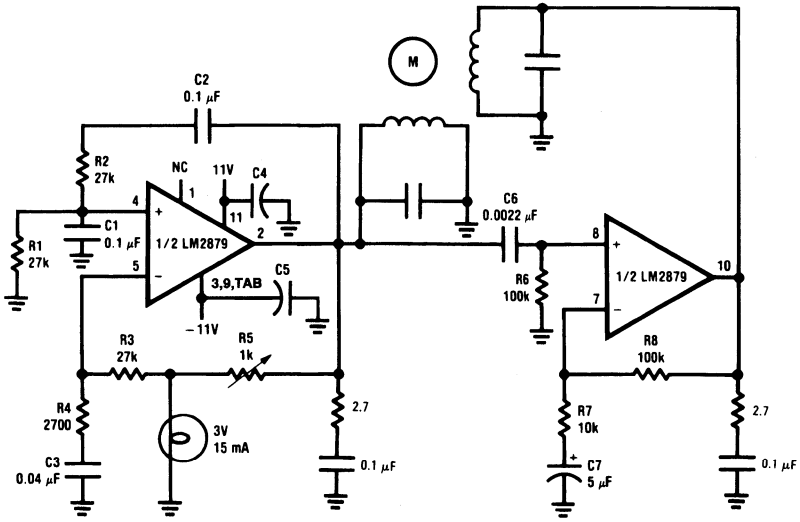 C2
0.1 μF
M
R2
27k
NC
1
11V
C4
11
4
+
C1
0.1 μF
1/2 LM2879
2
C6
0.0022 μF
R1
27k
5
−
3,9,TAB
C5
−11V
8
+
1/2 LM2879
10
R6
100k
7
−
R3
27k
R5
1k
R8
100k
R4
2700
2.7
R7
10k
2.7
3V
15 mA
C3
0.04 μF
0.1 μF
+
C7
5 μF
0.1 μF